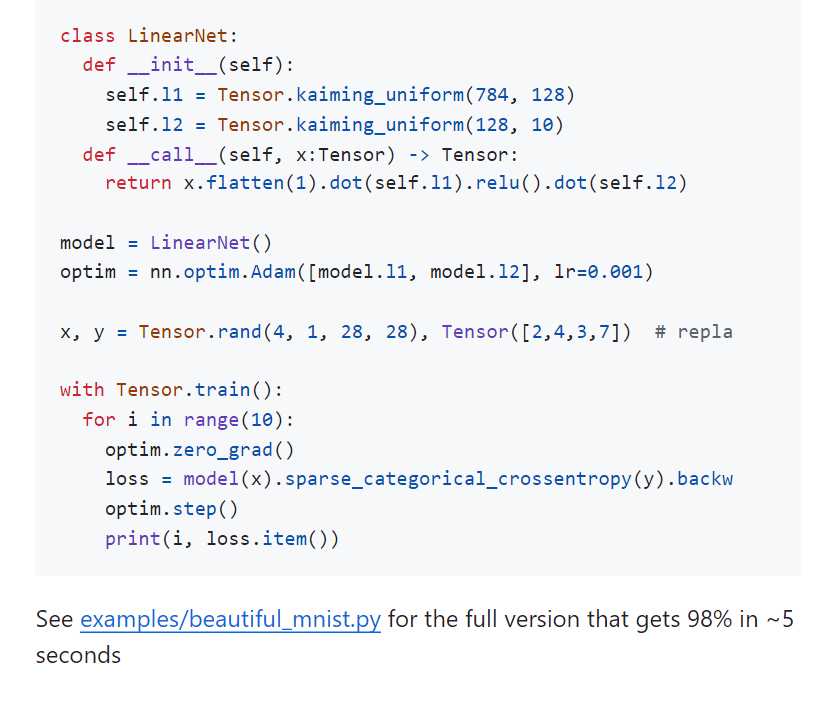 class LinearNet:
  def __init__(self):
    self.l1 = Tensor.kaiming_uniform(784, 128)
    self.l2 = Tensor.kaiming_uniform(128, 10)
  def __call__(self, x:Tensor) -> Tensor:
    return x.flatten(1).dot(self.l1).relu().dot(self.l2)

model = LinearNet()
optim = nn.optim.Adam([model.l1, model.l2], lr=0.001)

x, y = Tensor.rand(4, 1, 28, 28), Tensor([2,4,3,7])  # repla

with Tensor.train():
  for i in range(10):
    optim.zero_grad()
    loss = model(x).sparse_categorical_crossentropy(y).backw
    optim.step()
    print(i, loss.item())

See examples/beautiful_mnist.py for the full version that gets 98% in ~5
seconds